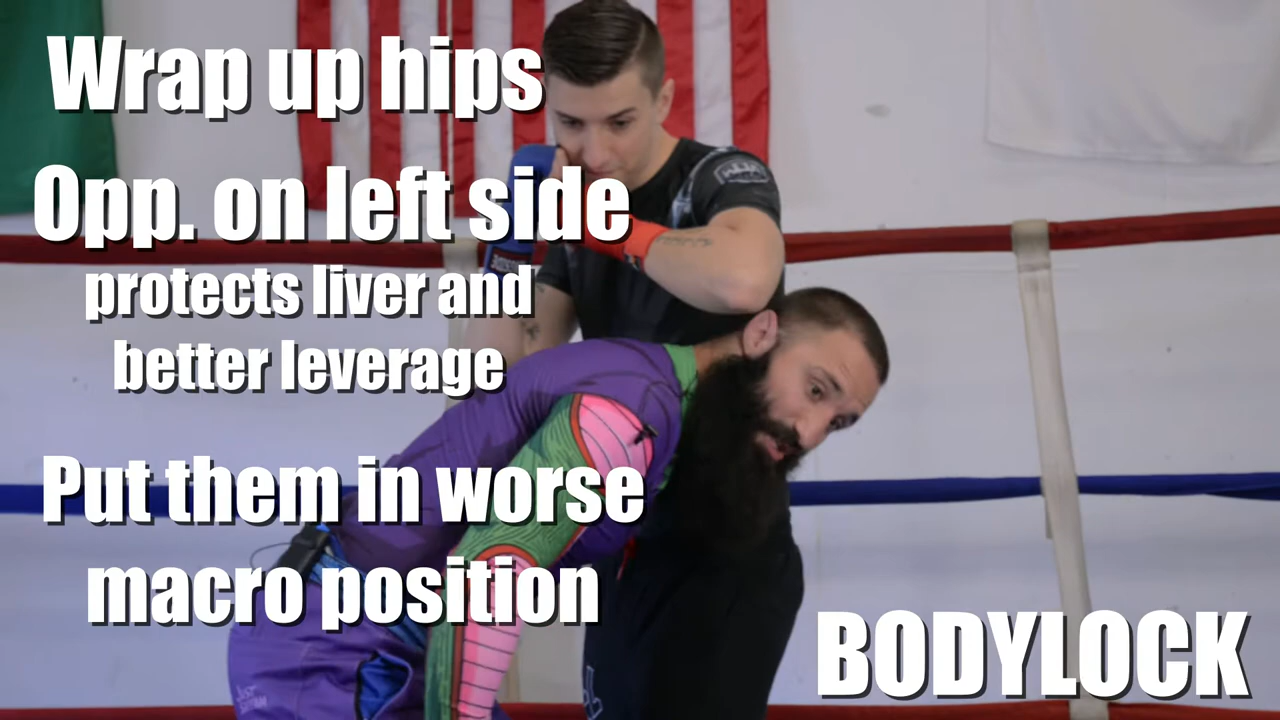 Wrap up hips
Opp. on left side
protects liver and
better leverage
Put them in worse
macro position
BODYLOCK